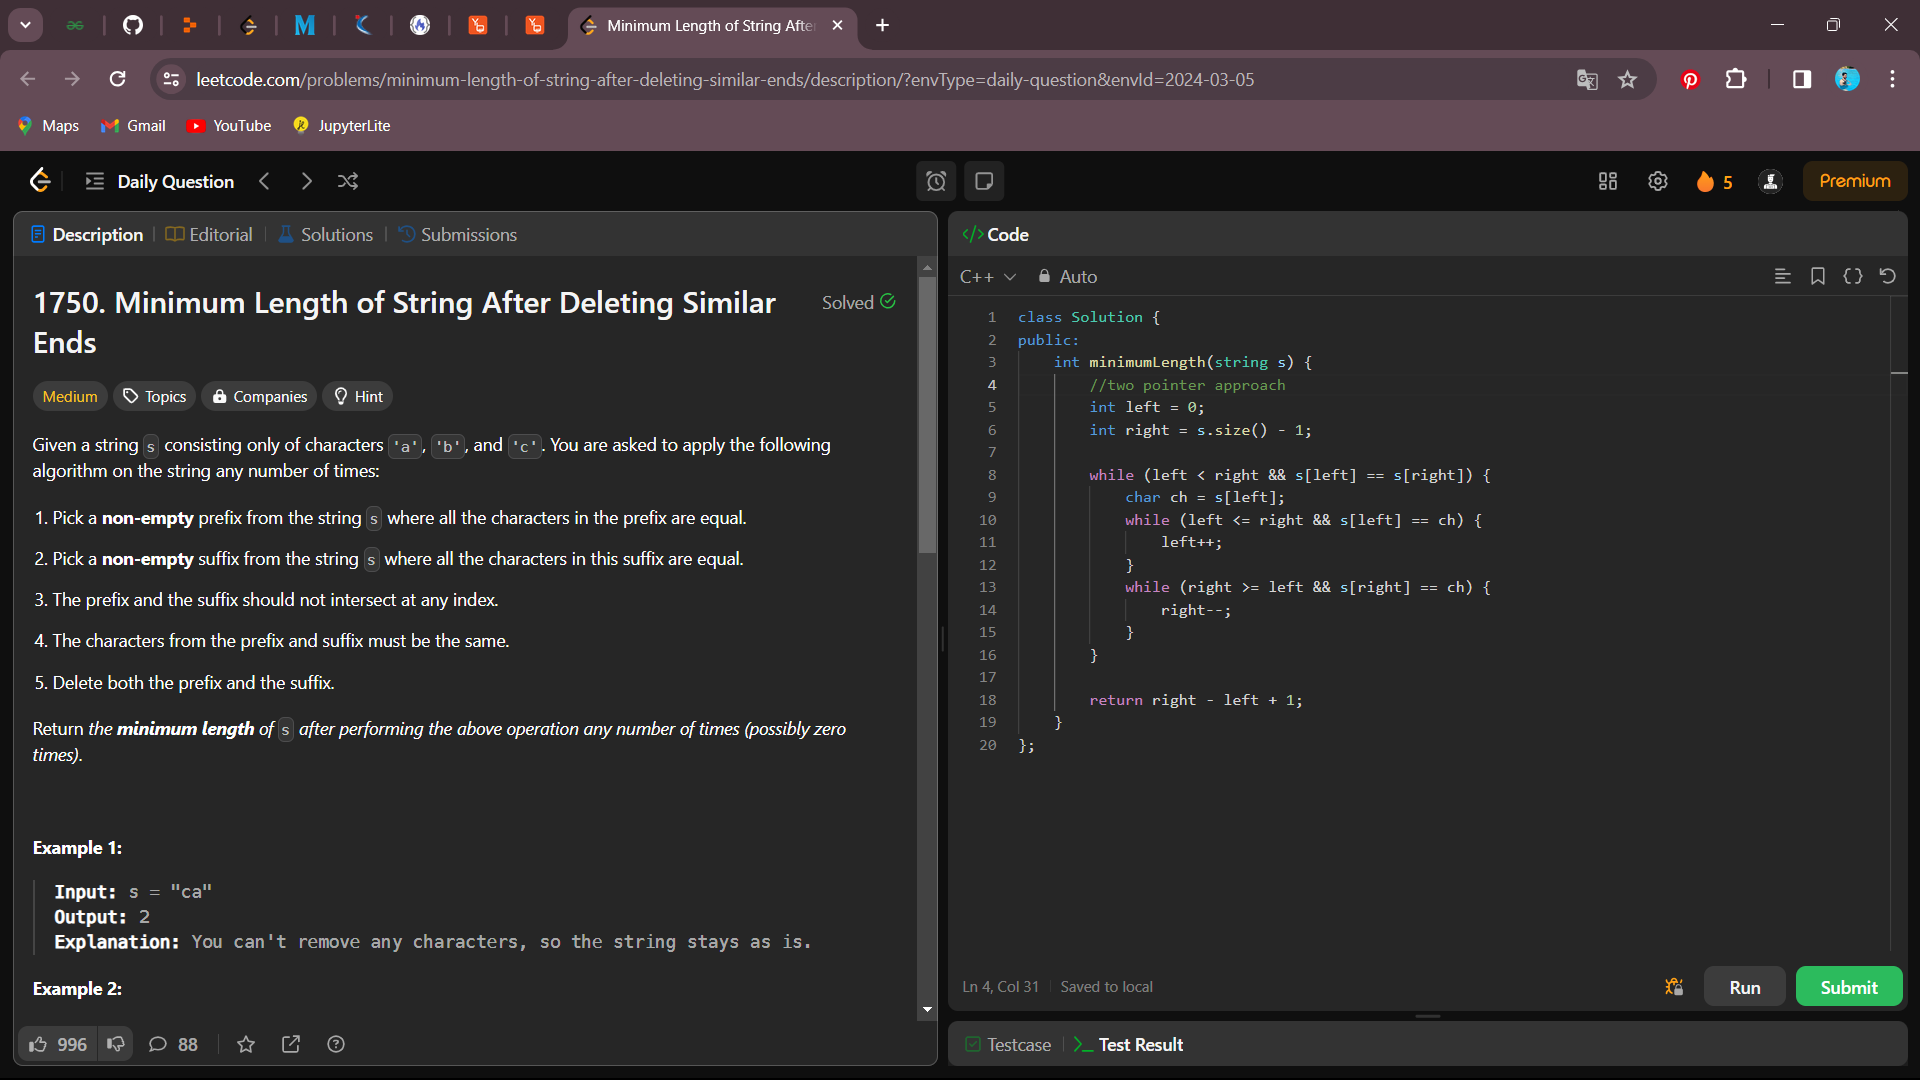 Minimum Length of String Afte
leetcode.com/problems/minimum-length-of-string-after-deleting-similar-ends/description/?envType=daily-question&envId=2024-03-05
Maps Gmail YouTube JupyterLite
Daily Question 5 Premium
Description Editorial Solutions Submissions
1750. Minimum Length of String After Deleting Similar
Ends
Solved
Medium Topics Companies Hint
Given a string s consisting only of characters 'a', 'b', and 'c'. You are asked to apply the following
algorithm on the string any number of times:
1. Pick a non-empty prefix from the string s where all the characters in the prefix are equal.
2. Pick a non-empty suffix from the string s where all the characters in this suffix are equal.
3. The prefix and the suffix should not intersect at any index.
4. The characters from the prefix and suffix must be the same.
5. Delete both the prefix and the suffix.
Return the minimum length of s after performing the above operation any number of times (possibly zero
times).
Example 1:
Input: s = "ca"
Output: 2
Explanation: You can't remove any characters, so the string stays as is.
Example 2:
996 88
</> Code
C++ Auto
1 class Solution {
2 public:
3 int minimumLength(string s) {
4 //two pointer approach
5 int left = 0;
6 int right = s.size() - 1;
7
8 while (left < right && s[left] == s[right]) {
9 char ch = s[left];
10 while (left <= right && s[left] == ch) {
11 left++;
12 }
13 while (right >= left && s[right] == ch) {
14 right--;
15 }
16 }
17
18 return right - left + 1;
19 }
20 };
Ln 4, Col 31 Saved to local
Run Submit
Testcase Test Result